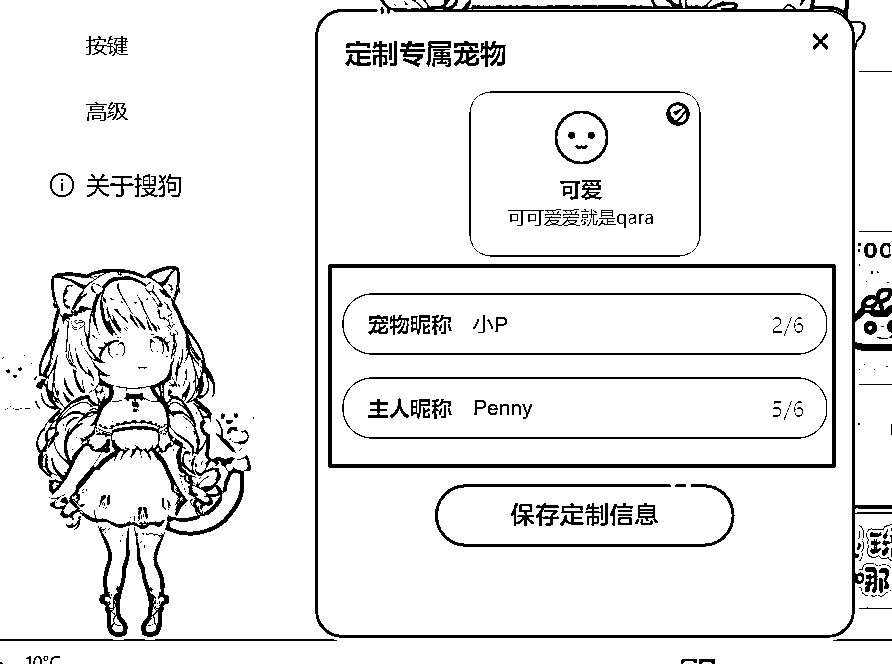 按键
高级
关于搜狗
定制专属宠物
可爱
可可爱爱就是qara
宠物昵称 小P 2/6
主人昵称 Penny 5/6
保存定制信息
哪
10°C